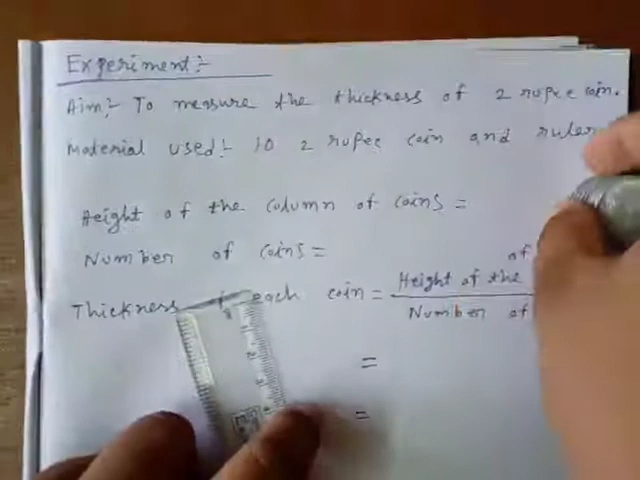 Experiment:-
Aim:- To measure the thickness of 2 rupee coin.
Material used:- 10 2 rupee coin and ruler
Height of the column of coins =
Number of coins =
of
Thickness each coin = Height of the
Number of
=
=